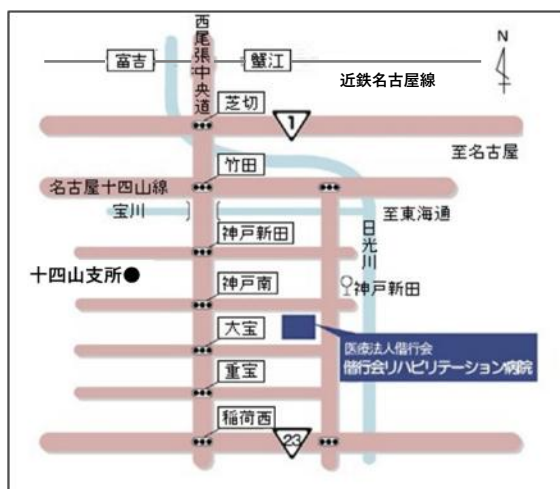 西尾張中央道
N
富吉
蟹江
近鉄名古屋線
芝切
1
至名古屋
竹田
名古屋十四山線
宝川
至東海通
日光川
神戸新田
十四山支所●
神戸南
神戸新田
大宝
医療法人偕行会
偕行会リハビリテーション病院
重宝
稲荷西
23